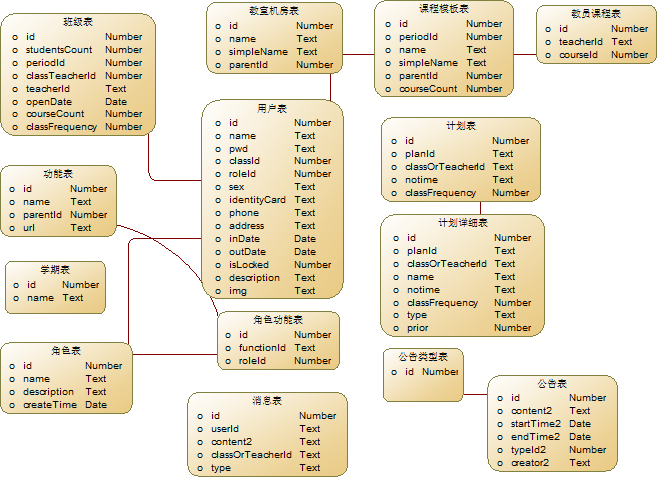 班级表
id Number
studentsCount Number
periodId Number
classTeacherId Number
teacherId Text
openDate Date
courseCount Number
classFrequency Number
教室机房表
id Number
name Text
simpleName Text
parentId Number
课程模板表
id Number
periodId Number
name Text
simpleName Text
parentId Number
courseCount Number
教员课程表
id Number
teacherId Text
courseId Number
用户表
id Number
name Text
pwd Text
classId Number
roleId Number
sex Text
identityCard Text
phone Text
address Text
inDate Date
outDate Date
isLocked Number
description Text
img Text
计划表
id Number
planId Text
classOrTeacherId Text
notime Text
classFrequency Number
功能表
id Number
name Text
parentId Number
url Text
计划详细表
id Number
planId Text
classOrTeacherId Text
name Text
notime Text
classFrequency Number
type Text
prior Number
学期表
id Number
name Text
角色功能表
id Number
functionId Text
roleId Number
角色表
id Number
name Text
description Text
createTime Date
公告类型表
id Number
公告表
id Number
content2 Text
startTime2 Date
endTime2 Date
typeId2 Number
creator2 Text
消息表
id Number
userId Text
content2 Text
classOrTeacherId Text
type Text